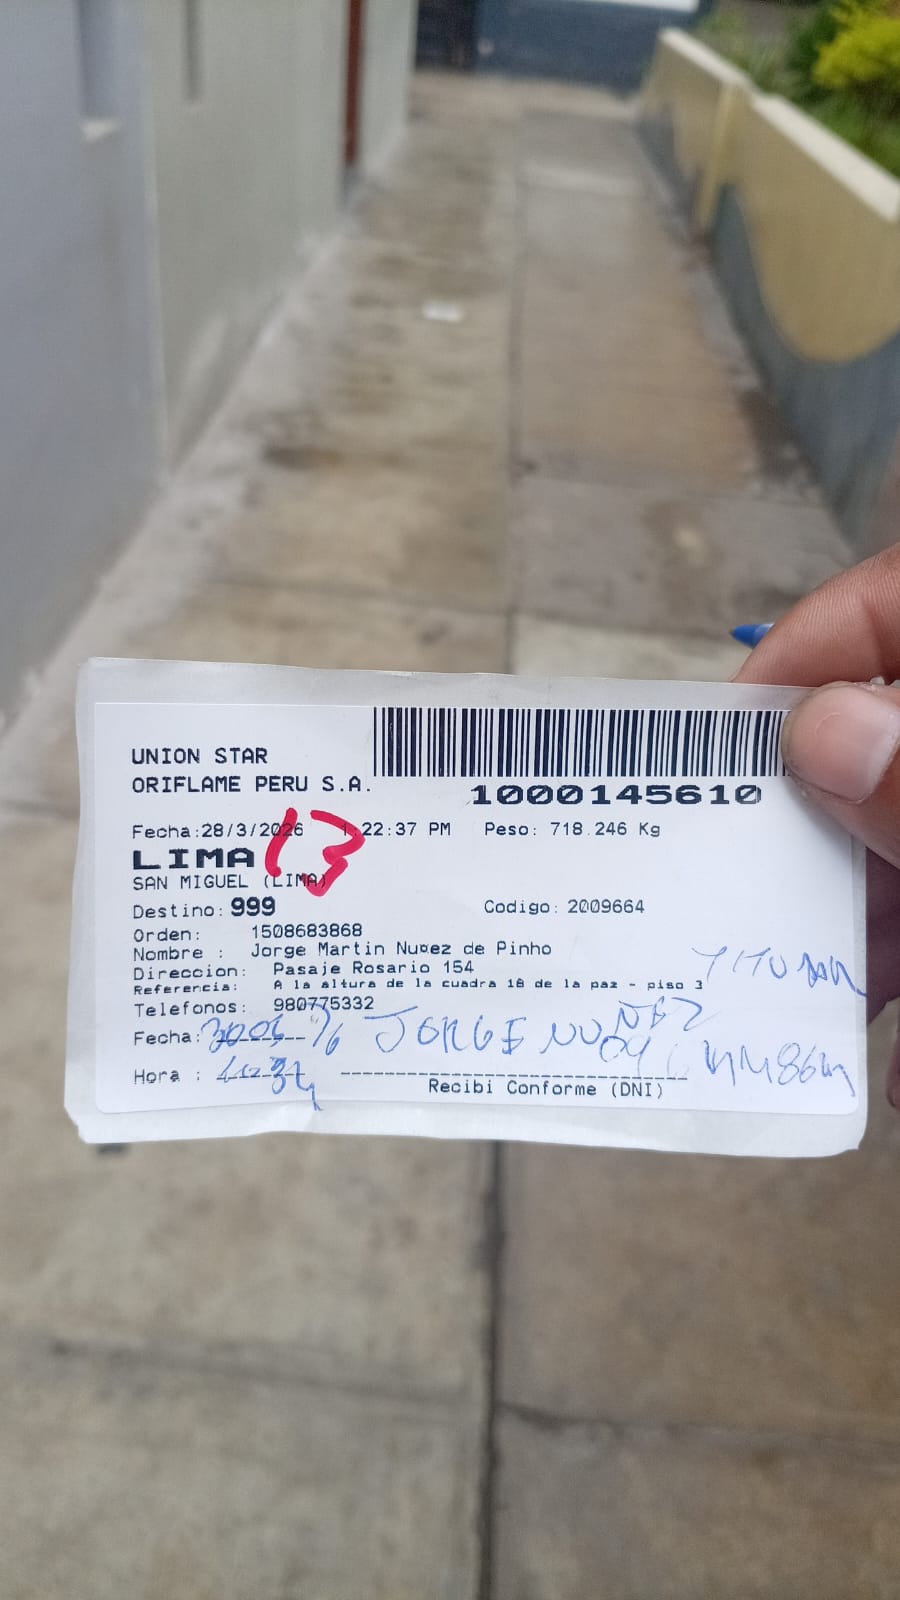 UNION STAR
ORIFLAME PERU S.A.
1000145610
Fecha:28/3/2026 1:22:37 PM Peso: 718.246 Kg
13
LIMA
SAN MIGUEL (LIMA)
Destino: 999 Codigo: 2009664
Orden: 1508683868
Nombre : Jorge Martin Nuñez de Pinho
Direccion: Pasaje Rosario 154
Referencia: A la altura de la cuadra 18 de la paz - piso 3
TITULAR
Telefonos: 980775332
Fecha: JORGE NUÑEZ
Hora :
Recibi Conforme (DNI)